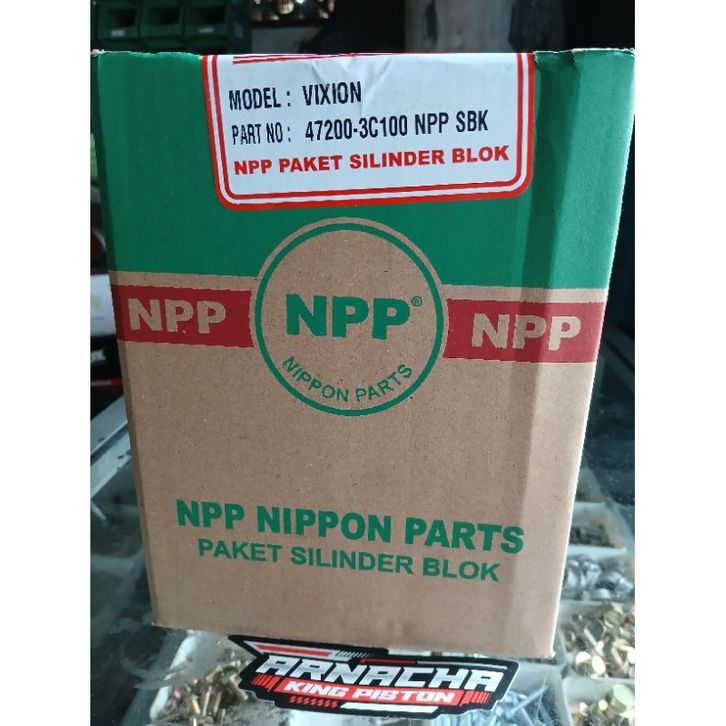 MODEL : VIXION
PART NO : 47200-3C100 NPP SBK
NPP PAKET SILINDER BLOK
NPP
NPP®
NIPPON PARTS
NPP
NPP NIPPON PARTS
PAKET SILINDER BLOK
ARNACHA
KING PISTON